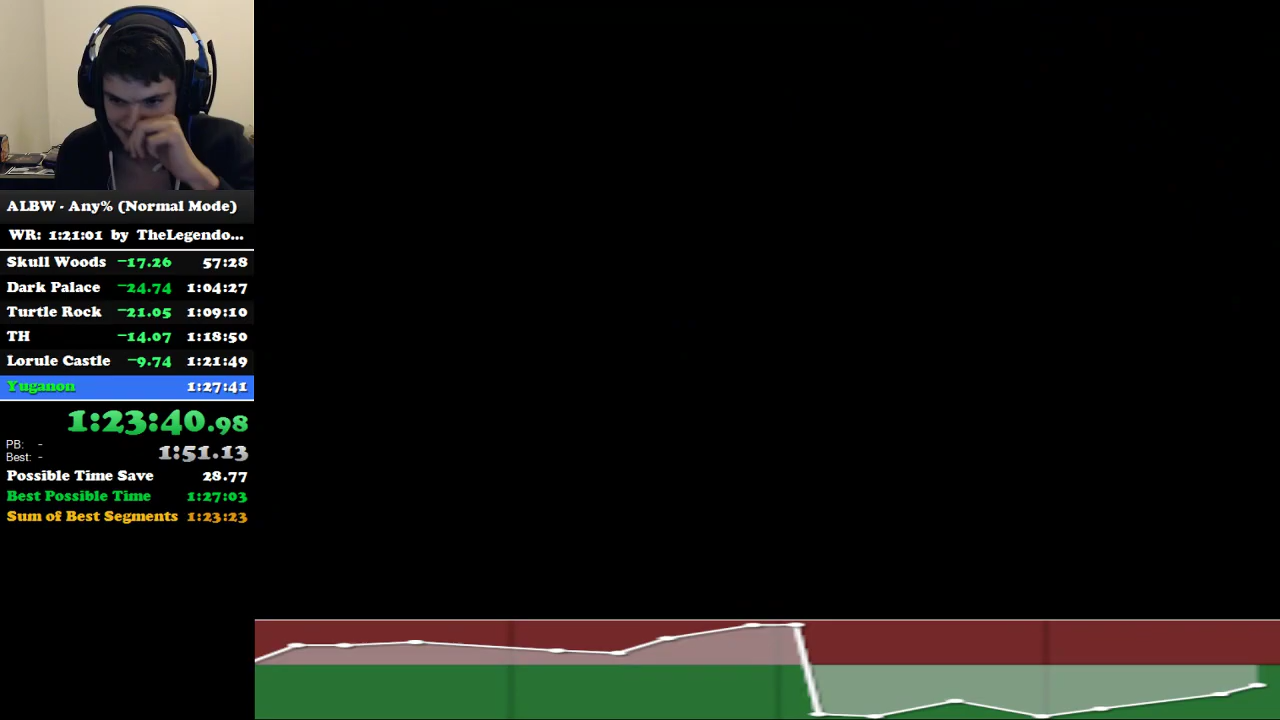 ALBW - Any% (Normal Mode)
WR: 1:21:01 by TheLegendo...
Skull Woods -17.26 57:28
Dark Palace -24.74 1:04:27
Turtle Rock -21.05 1:09:10
TH -14.07 1:18:50
Lorule Castle -9.74 1:21:49
Yuganon 1:27:41
1:23:40.98
PB: -
Best: -
1:51.13
Possible Time Save 28.77
Best Possible Time 1:27:03
Sum of Best Segments 1:23:23